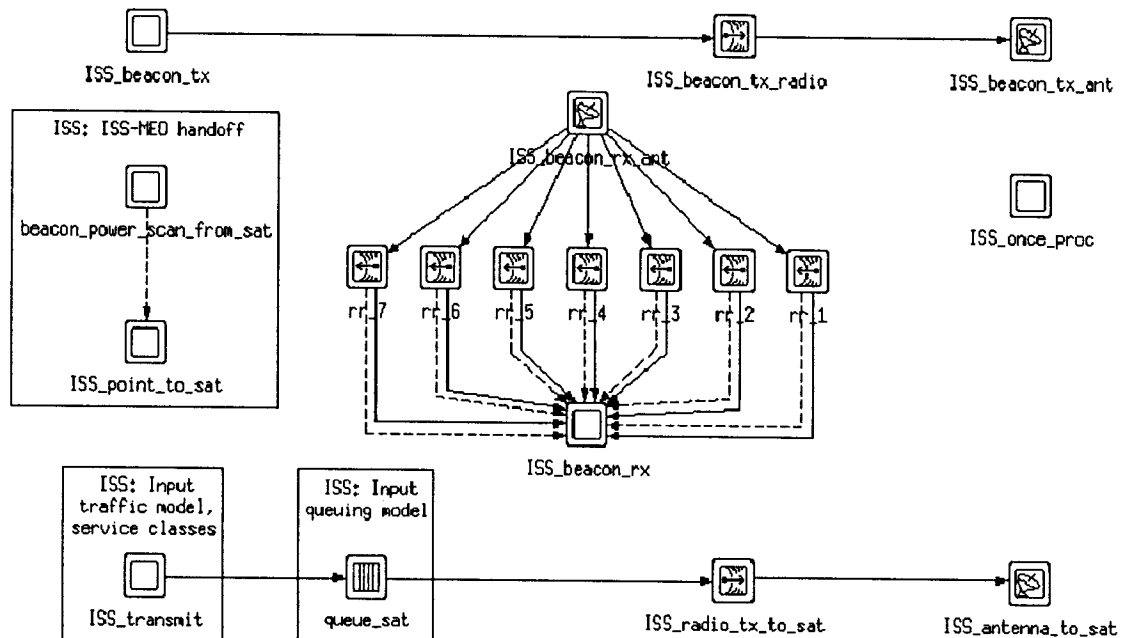 ISS_beacon_tx
ISS_beacon_tx_radio
ISS_beacon_tx_ant
ISS: ISS-MEO handoff
beacon_power_scan_from_sat
ISS_point_to_sat
ISS_beacon_rx_ant
ISS_once_proc
rr_7
rr_6
rr_5
rr_4
rr_3
rr_2
rr_1
ISS_beacon_rx
ISS: Input
traffic model,
service classes
ISS_transmit
ISS: Input
queuing model
queue_sat
ISS_radio_tx_to_sat
ISS_antenna_to_sat